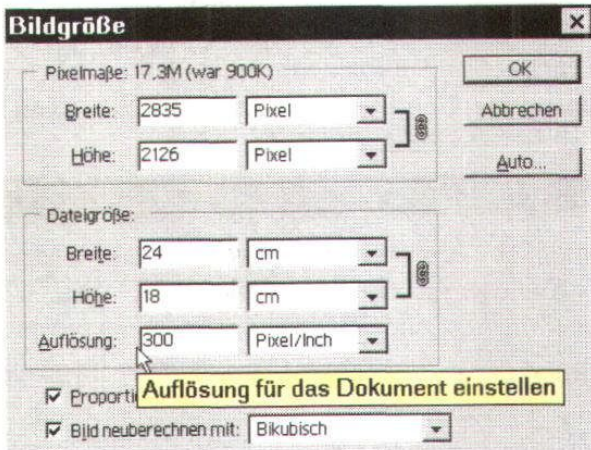 Bildgröße
Pixelmaße: 17,3M (war 900K)
OK
Breite: 2835 Pixel
Abbrechen
Höhe: 2126 Pixel
Auto...
Dateigröße:
Breite: 24 cm
Höhe: 18 cm
Auflösung: 300 Pixel/Inch
Auflösung für das Dokument einstellen
Bild neuberechnen mit: Bikubisch